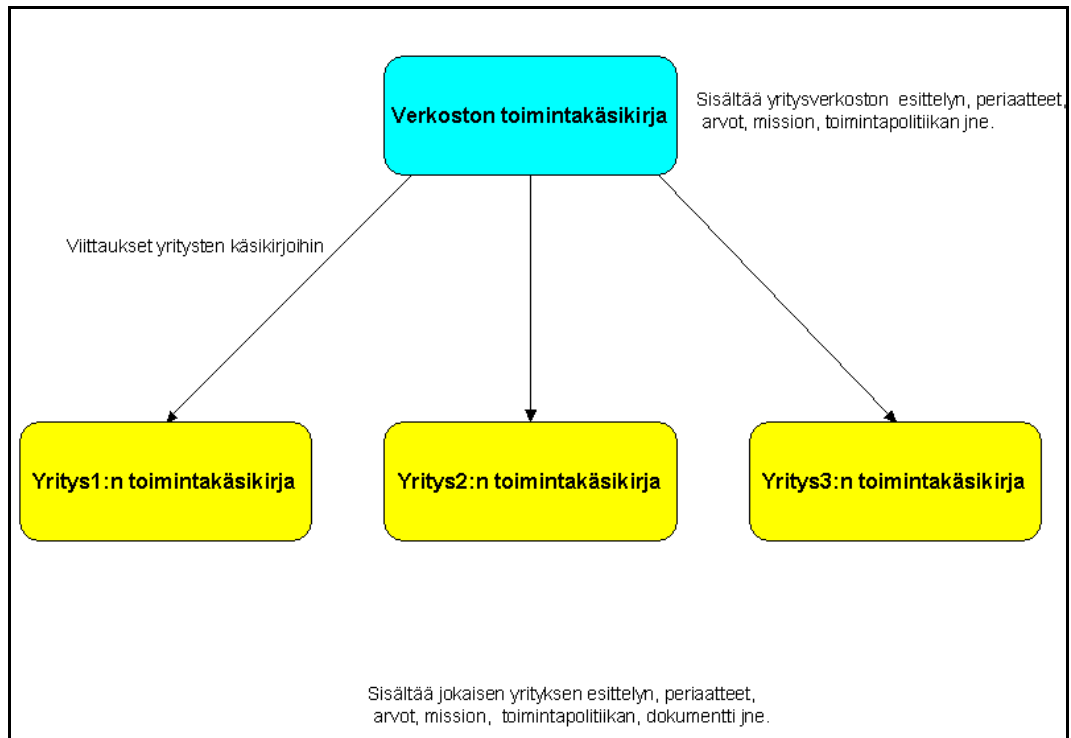 Verkoston toimintakäsikirja
Sisältää yritysverkoston esittelyn, periaatteet,
arvot, mission, toimintapolitiikan jne.
Viittaukset yritysten käsikirjoihin
Yritys1:n toimintakäsikirja
Yritys2:n toimintakäsikirja
Yritys3:n toimintakäsikirja
Sisältää jokaisen yrityksen esittelyn, periaatteet,
arvot, mission, toimintapolitiikan, dokumentti jne.